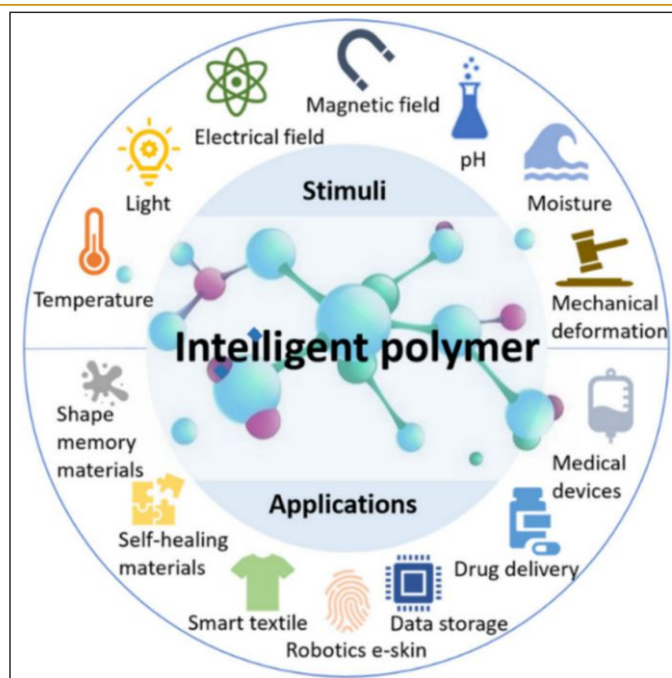 Magnetic field
Electrical field
pH
Light
Stimuli
Moisture
Temperature
Mechanical
deformation
Intelligent polymer
Shape
memory
materials
Medical
devices
Applications
Self-healing
materials
Drug delivery
Smart textile
Data storage
Robotics e-skin